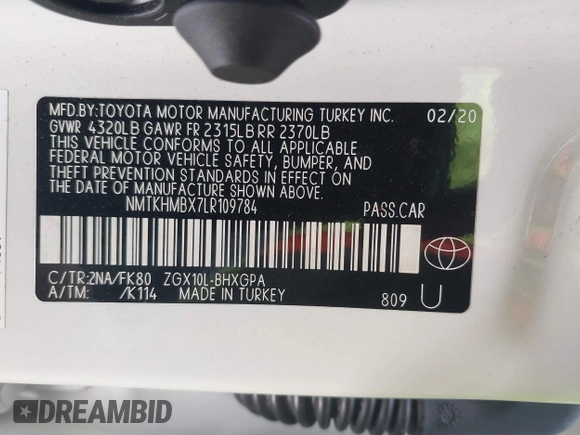 MFD.BY:TOYOTA MOTOR MANUFACTURING TURKEY INC. 02/20
GVWR 4320LB GAWR FR 2315LB RR 2370LB
THIS VEHICLE CONFORMS TO ALL APPLICABLE
FEDERAL MOTOR VEHICLE SAFETY, BUMPER, AND
THEFT PREVENTION STANDARDS IN EFFECT ON THE
DATE OF MANUFACTURE SHOWN ABOVE.
NMTKHMBX7LR109784 PASS.CAR
C/TR:2NA/FK80 ZGX10L-BHXGPA
A/TM: /K114 MADE IN TURKEY 809 U
DREAMBID